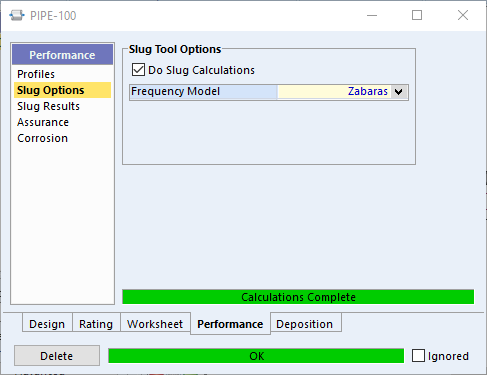 PIPE-100
Performance
Profiles
Slug Options
Slug Results
Assurance
Corrosion
Slug Tool Options
Do Slug Calculations
Frequency Model Zabaras
Calculations Complete
Design Rating Worksheet Performance Deposition
Delete OK Ignored